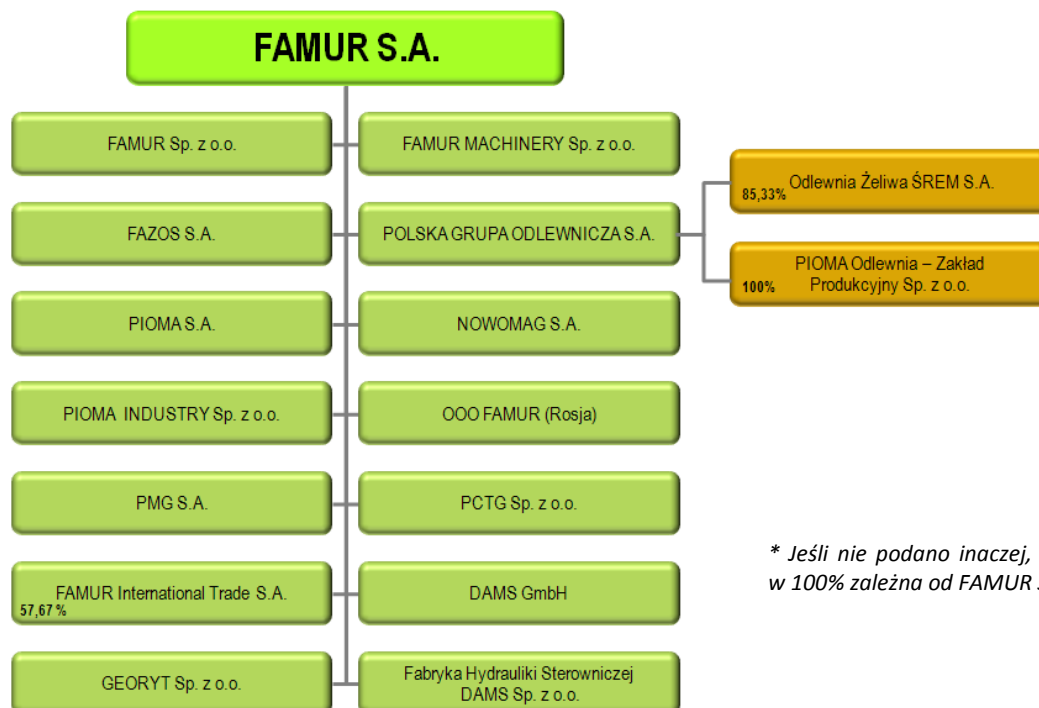 FAMUR S.A.
FAMUR Sp. z o.o.
FAMUR MACHINERY Sp. z o.o.
FAZOS S.A.
POLSKA GRUPA ODLEWNICZA S.A.
Odlewnia Żeliwa ŚREM S.A.
85,33%
PIOMA Odlewnia – Zakład
Produkcyjny Sp. z o.o.
100%
PIOMA S.A.
NOWOMAG S.A.
PIOMA INDUSTRY Sp. z o.o.
OOO FAMUR (Rosja)
PMG S.A.
PCTG Sp. z o.o.
FAMUR International Trade S.A.
57,67 %
DAMS GmbH
GEORYT Sp. z o.o.
Fabryka Hydrauliki Sterowniczej
DAMS Sp. z o.o.
* Jeśli nie podano inaczej,
w 100% zależna od FAMUR